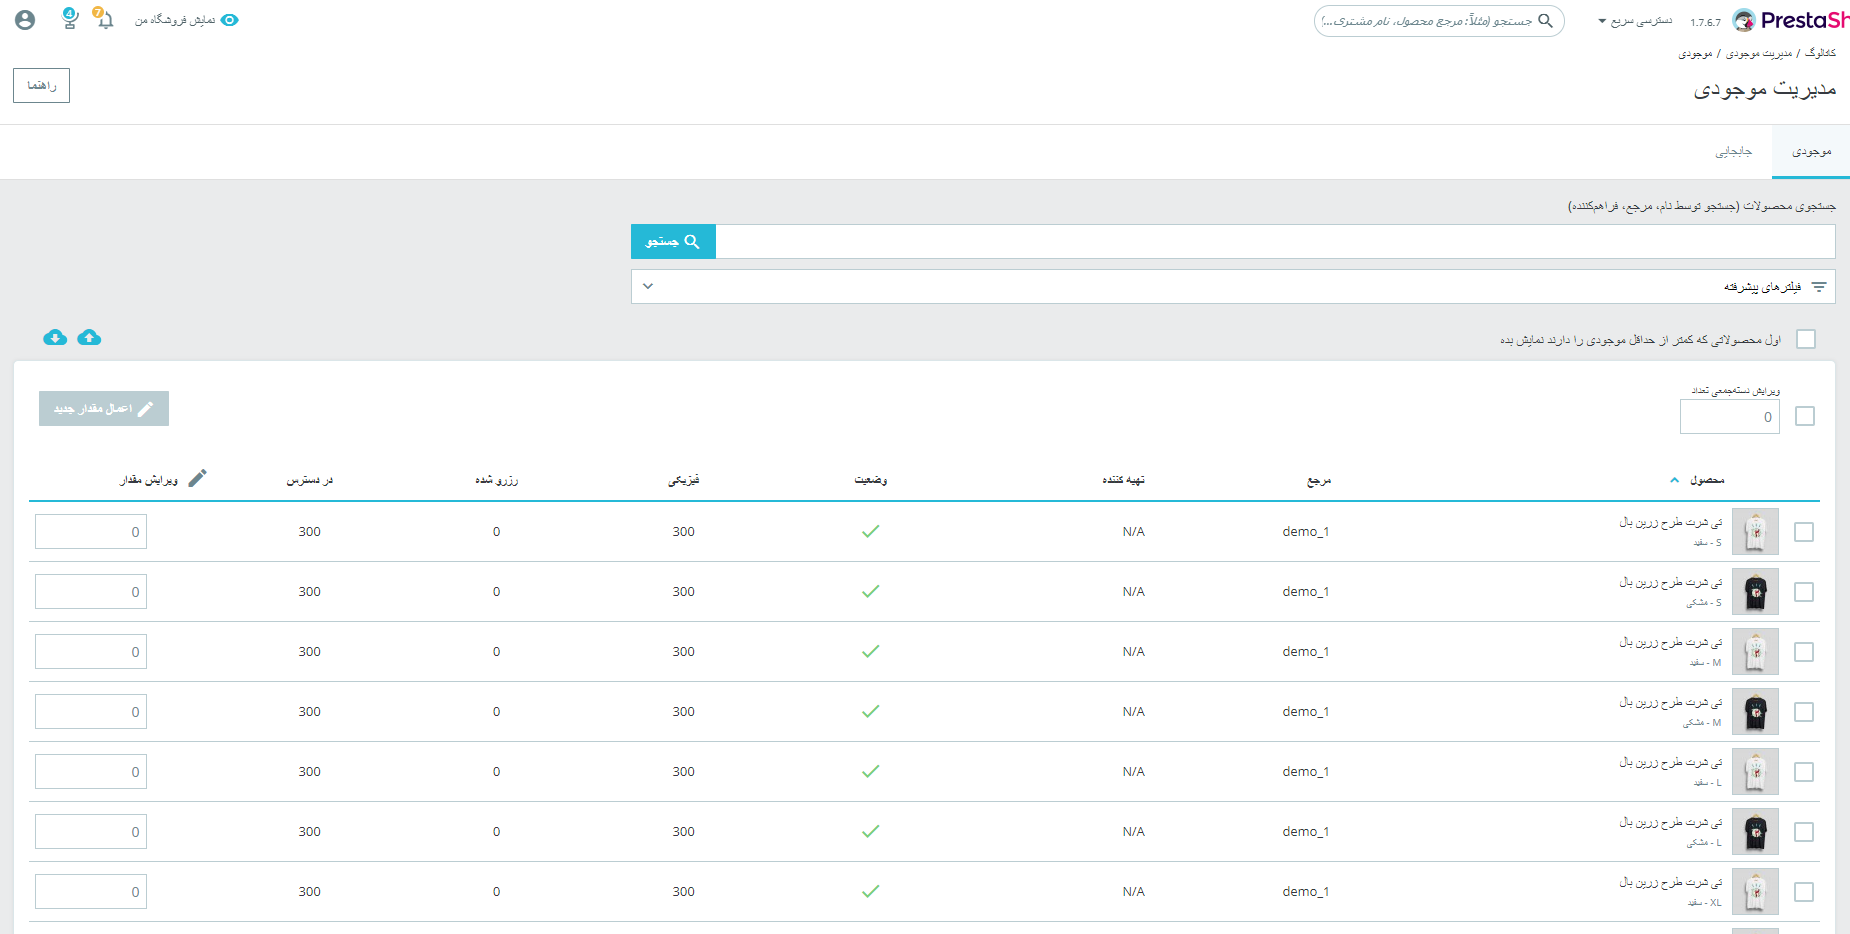 PrestaSh
1.7.6.7
دسترسی سریع
جستجو (مثلاً: مرجع محصول، نام مشتری...)
نمایش فروشگاه من
7
4
کاتالوگ / مدیریت موجودی / موجودی
مدیریت موجودی
راهنما
موجودی
جابجایی
جستجوی محصولات (جستجو توسط نام، مرجع، فراهم‌کننده)
جستجو
فیلترهای پیشرفته
اول محصولاتی که کمتر از حداقل موجودی را دارند نمایش بده
ویرایش دسته‌جمعی تعداد
0
اعمال مقدار جدید
محصول مرجع تهیه کننده وضعیت فیزیکی رزرو شده در دسترس ویرایش مقدار
تی شرت طرح زرین بال demo_1 N/A 300 0 300 0
S - سفید
تی شرت طرح زرین بال demo_1 N/A 300 0 300 0
S - مشکی
تی شرت طرح زرین بال demo_1 N/A 300 0 300 0
M - سفید
تی شرت طرح زرین بال demo_1 N/A 300 0 300 0
M - مشکی
تی شرت طرح زرین بال demo_1 N/A 300 0 300 0
L - سفید
تی شرت طرح زرین بال demo_1 N/A 300 0 300 0
L - مشکی
تی شرت طرح زرین بال demo_1 N/A 300 0 300 0
XL - سفید